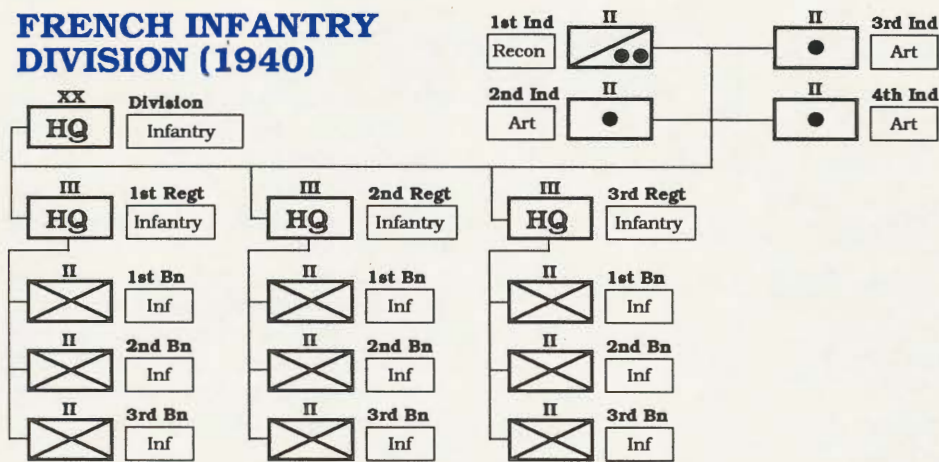 FRENCH INFANTRY
DIVISION (1940)
1st Ind II II 3rd Ind
Recon Art
2nd Ind II II 4th Ind
Art Art
XX Division
HQ Infantry
III 1st Regt III 2nd Regt III 3rd Regt
HQ Infantry HQ Infantry HQ Infantry
II 1st Bn II 1st Bn II 1st Bn
Inf Inf Inf
II 2nd Bn II 2nd Bn II 2nd Bn
Inf Inf Inf
II 3rd Bn II 3rd Bn II 3rd Bn
Inf Inf Inf